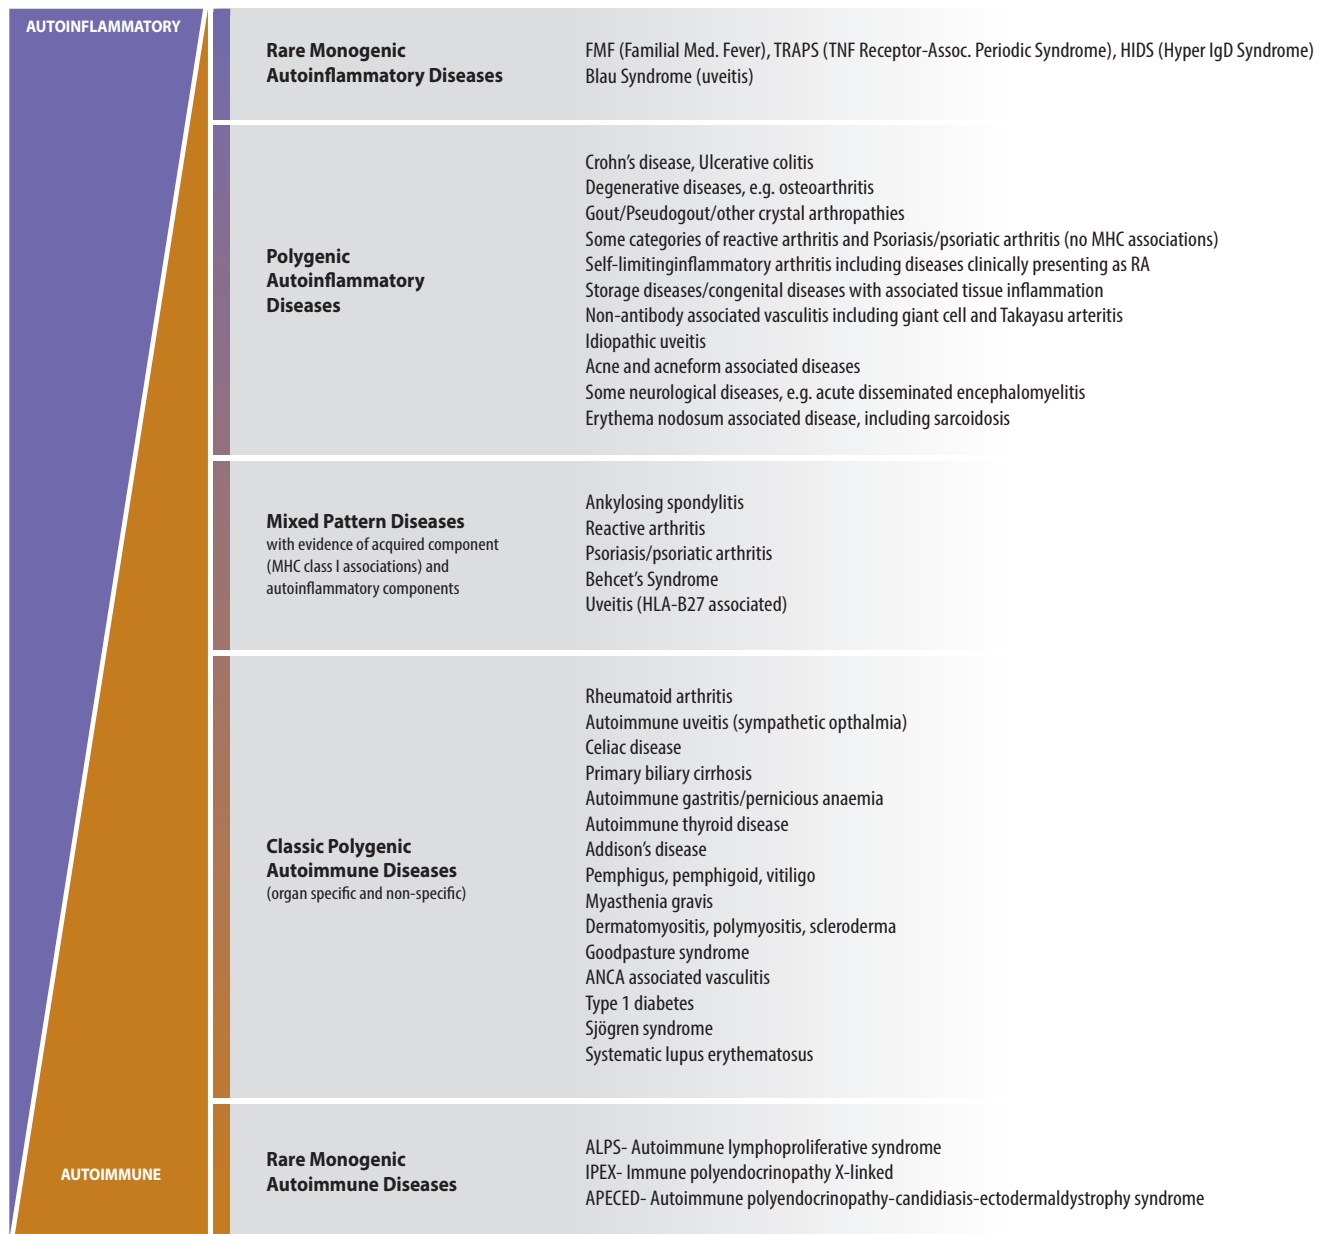 AUTOINFLAMMATORY
Rare Monogenic
Autoinflammatory Diseases
FMF (Familial Med. Fever), TRAPS (TNF Receptor-Assoc. Periodic Syndrome), HIDS (Hyper IgD Syndrome)
Blau Syndrome (uveitis)
Polygenic
Autoinflammatory
Diseases
Crohn's disease, Ulcerative colitis
Degenerative diseases, e.g. osteoarthritis
Gout/Pseudogout/other crystal arthropathies
Some categories of reactive arthritis and Psoriasis/psoriatic arthritis (no MHC associations)
Self-limitinginflammatory arthritis including diseases clinically presenting as RA
Storage diseases/congenital diseases with associated tissue inflammation
Non-antibody associated vasculitis including giant cell and Takayasu arteritis
Idiopathic uveitis
Acne and acneform associated diseases
Some neurological diseases, e.g. acute disseminated encephalomyelitis
Erythema nodosum associated disease, including sarcoidosis
Mixed Pattern Diseases
with evidence of acquired component
(MHC class I associations) and
autoinflammatory components
Ankylosing spondylitis
Reactive arthritis
Psoriasis/psoriatic arthritis
Behcet's Syndrome
Uveitis (HLA-B27 associated)
Classic Polygenic
Autoimmune Diseases
(organ specific and non-specific)
Rheumatoid arthritis
Autoimmune uveitis (sympathetic opthalmia)
Celiac disease
Primary biliary cirrhosis
Autoimmune gastritis/pernicious anaemia
Autoimmune thyroid disease
Addison's disease
Pemphigus, pemphigoid, vitiligo
Myasthenia gravis
Dermatomyositis, polymyositis, scleroderma
Goodpasture syndrome
ANCA associated vasculitis
Type 1 diabetes
Sjögren syndrome
Systematic lupus erythematosus
AUTOIMMUNE
Rare Monogenic
Autoimmune Diseases
ALPS- Autoimmune lymphoproliferative syndrome
IPEX- Immune polyendocrinopathy X-linked
APECED- Autoimmune polyendocrinopathy-candidiasis-ectodermaldystrophy syndrome